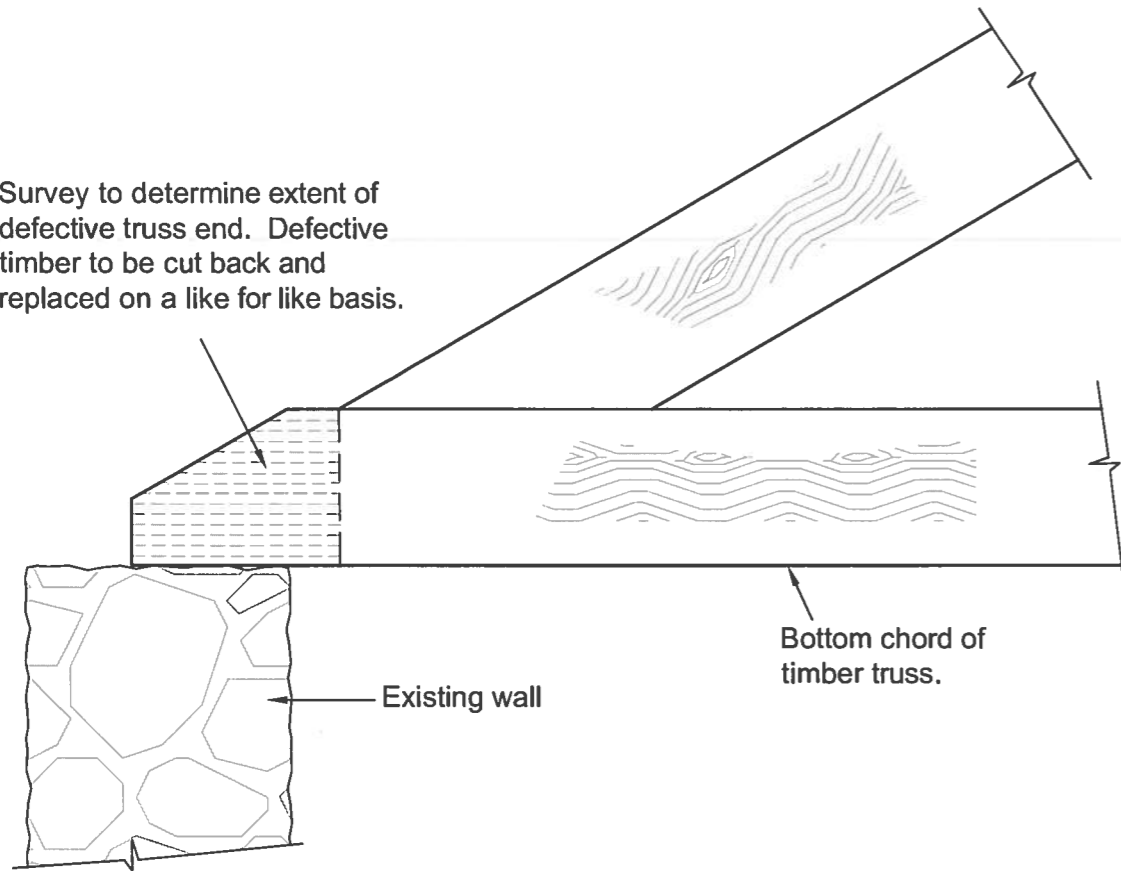 Survey to determine extent of
defective truss end. Defective
timber to be cut back and
replaced on a like for like basis.
Bottom chord of
timber truss.
Existing wall